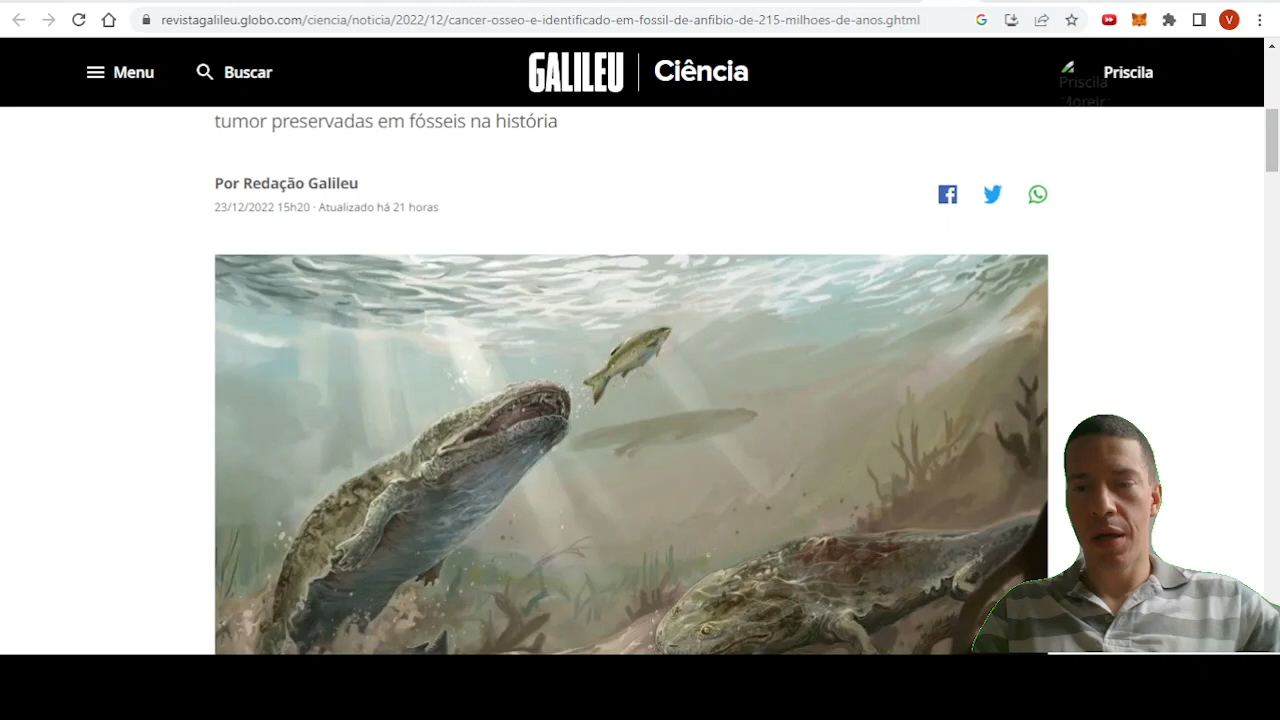 revistagalileu.globo.com/ciencia/noticia/2022/12/cancer-osseo-e-identificado-em-fossil-de-anfibio-de-215-milhoes-de-anos.ghtml
V
Menu
Buscar
GALILEU
Ciência
Priscila
Moreir
Priscila
tumor preservadas em fósseis na história
Por Redação Galileu
23/12/2022 15h20 · Atualizado há 21 horas